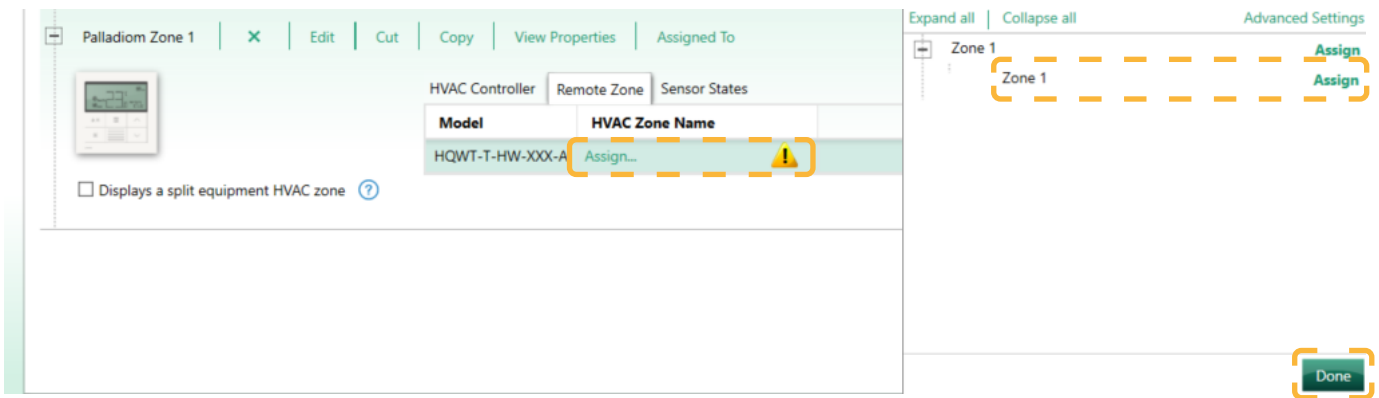 Palladiom Zone 1 | × | Edit | Cut | Copy | View Properties | Assigned To
HVAC Controller Remote Zone Sensor States
Model HVAC Zone Name
HQWT-T-HW-XXX-A Assign...
Displays a split equipment HVAC zone ?
Expand all | Collapse all Advanced Settings
Zone 1 Assign
Zone 1 Assign
Done